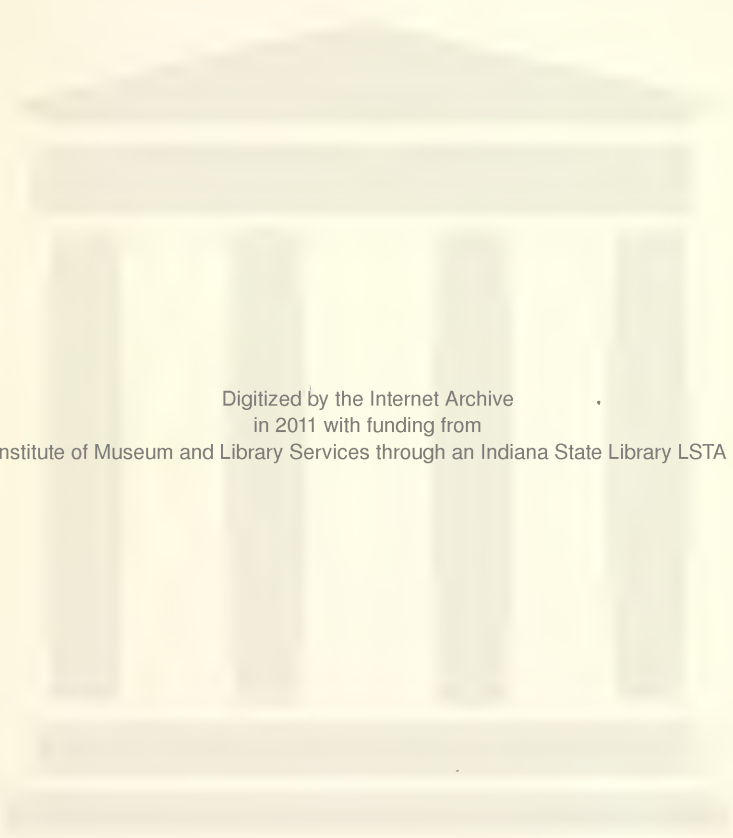 Digitized by the Internet Archive
in 2011 with funding from
nstitute of Museum and Library Services through an Indiana State Library LSTA